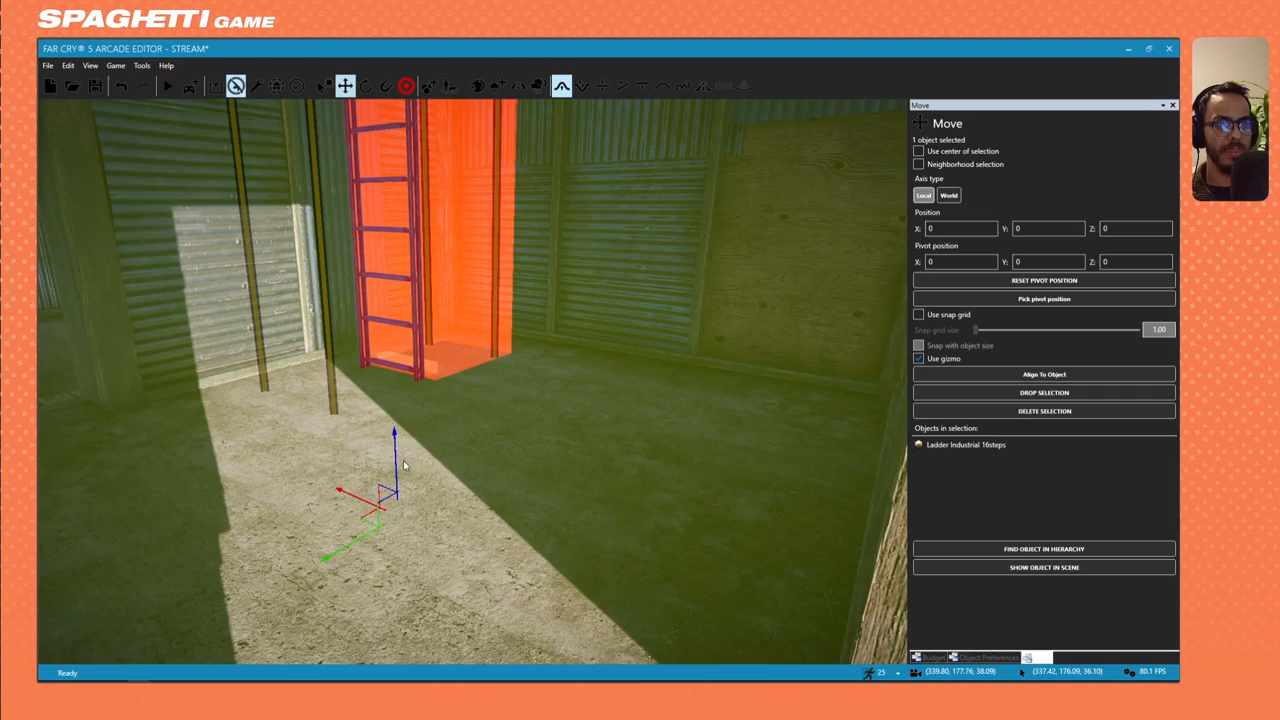 SPAGHETTI GAME
FAR CRY® 5 ARCADE EDITOR - STREAM*
File Edit View Game Tools Help
Move
Move
1 object selected
Use center of selection
Neighborhood selection
Axis type
Local World
Position
X: 0 Y: 0 Z: 0
Pivot position
X: 0 Y: 0 Z: 0
RESET PIVOT POSITION
Pick pivot position
Use snap grid
Snap grid size 1.00
Snap with object size
Use gizmo
Align To Object
DROP SELECTION
DELETE SELECTION
Objects in selection:
Ladder Industrial 16steps
FIND OBJECT IN HIERARCHY
SHOW OBJECT IN SCENE
Budget Object Preferences
Ready 25 (339.80, 177.76, 38.09) (337.42, 176.09, 36.10) 80.1 FPS